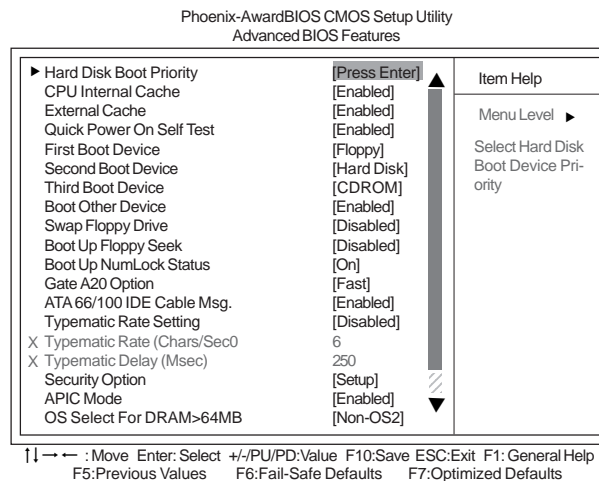 Phoenix-AwardBIOS CMOS Setup Utility
Advanced BIOS Features
▶ Hard Disk Boot Priority [Press Enter]
CPU Internal Cache [Enabled]
External Cache [Enabled]
Quick Power On Self Test [Enabled]
First Boot Device [Floppy]
Second Boot Device [Hard Disk]
Third Boot Device [CDROM]
Boot Other Device [Enabled]
Swap Floppy Drive [Disabled]
Boot Up Floppy Seek [Disabled]
Boot Up NumLock Status [On]
Gate A20 Option [Fast]
ATA 66/100 IDE Cable Msg. [Enabled]
Typematic Rate Setting [Disabled]
X Typematic Rate (Chars/Sec0 6
X Typematic Delay (Msec) 250
Security Option [Setup]
APIC Mode [Enabled]
OS Select For DRAM>64MB [Non-OS2]
Item Help
Menu Level ▶
Select Hard Disk
Boot Device Pri-
ority
↑↓→← : Move Enter: Select +/-/PU/PD:Value F10:Save ESC:Exit F1: General Help
F5:Previous Values F6:Fail-Safe Defaults F7:Optimized Defaults